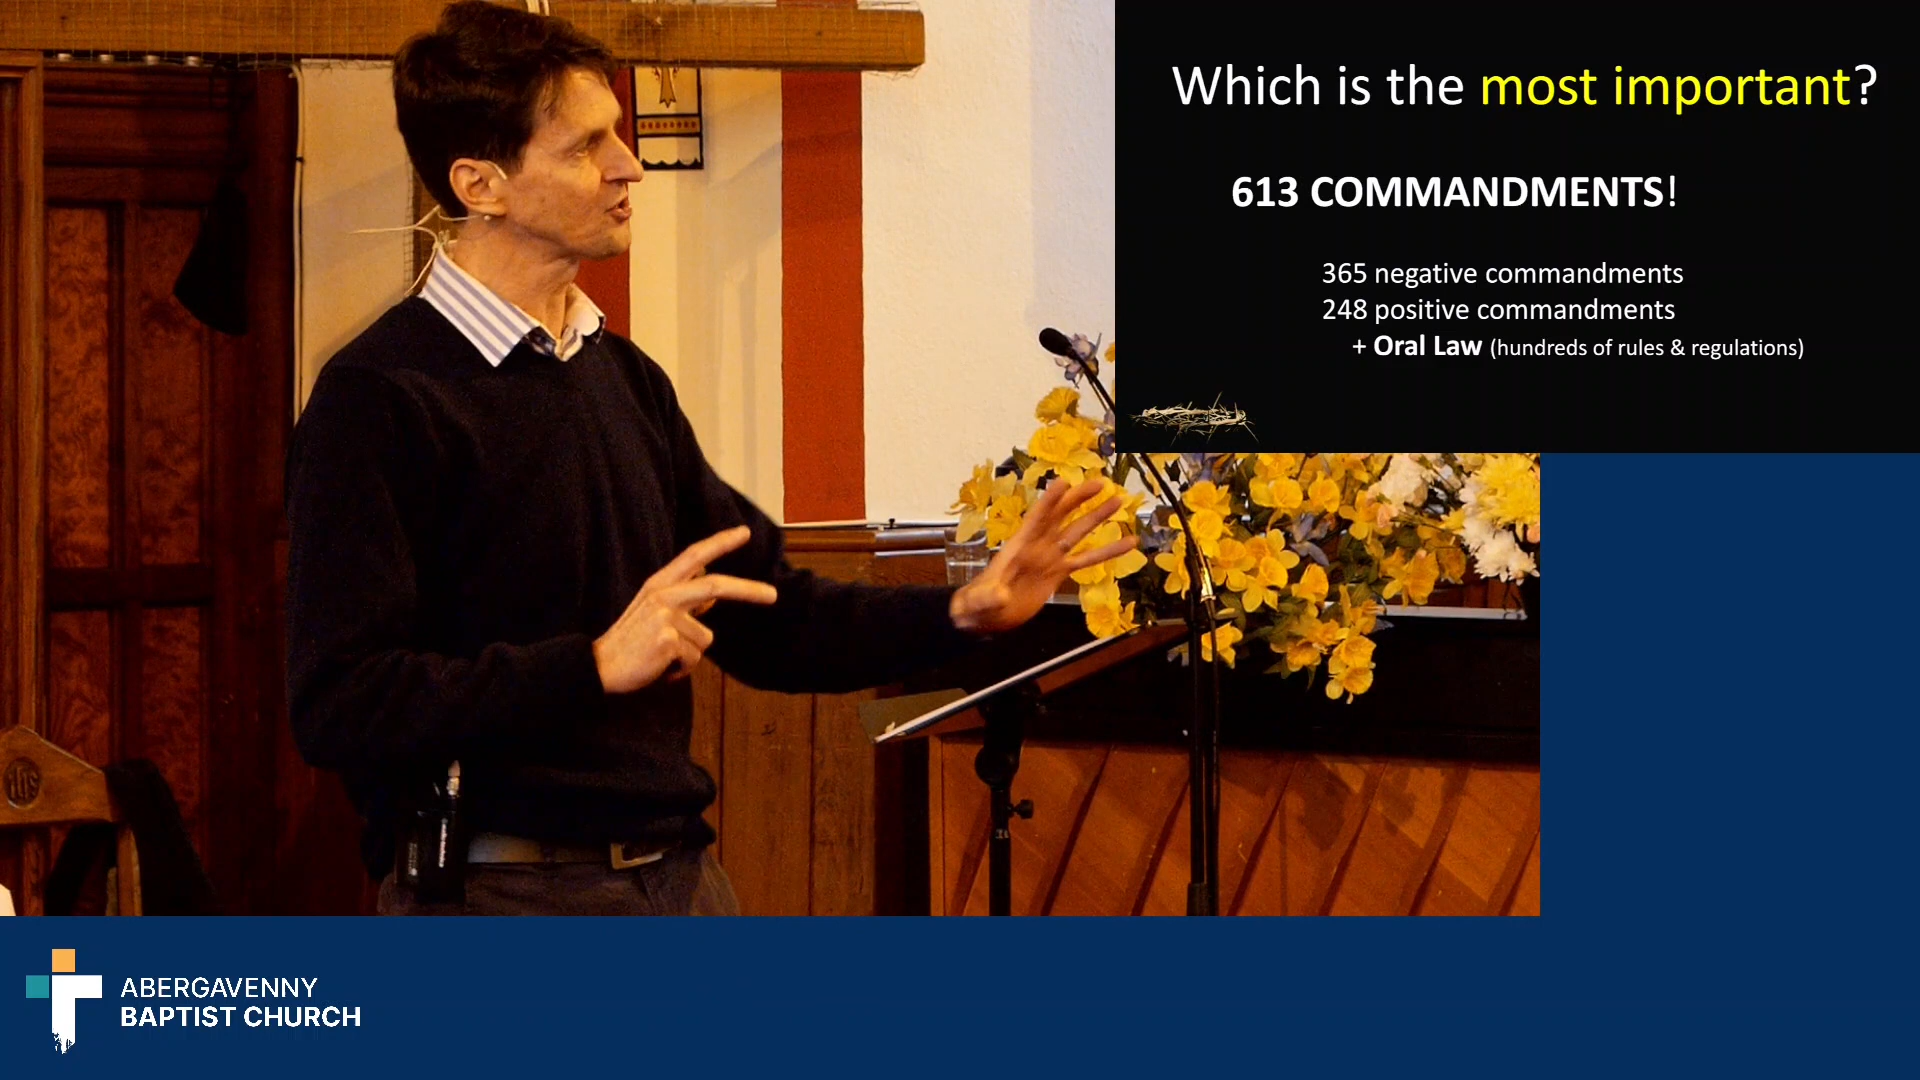 Which is the most important?
613 COMMANDMENTS!
365 negative commandments
248 positive commandments
+ Oral Law (hundreds of rules & regulations)
ihs
ABERGAVENNY
BAPTIST CHURCH